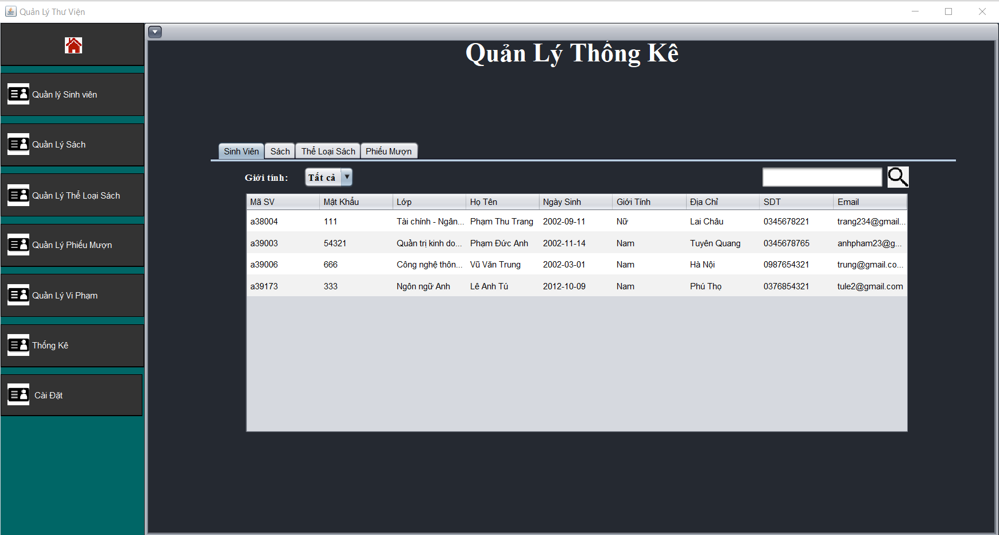 Quản Lý Thư Viện
Quản lý Sinh viên
Quản Lý Sách
Quản Lý Thể Loại Sách
Quản Lý Phiếu Mượn
Quản Lý Vi Phạm
Thống Kê
Cài Đặt
Quản Lý Thống Kê
Sinh Viên Sách Thể Loại Sách Phiếu Mượn
Giới tính: Tất cả
Mã SV Mật Khẩu Lớp Họ Tên Ngày Sinh Giới Tính Địa Chỉ SDT Email
a38004 111 Tài chính - Ngân... Phạm Thu Trang 2002-09-11 Nữ Lai Châu 0345678221 trang234@gmail...
a39003 54321 Quản trị kinh do... Phạm Đức Anh 2002-11-14 Nam Tuyên Quang 0345678765 anhpham23@g...
a39006 666 Công nghệ thôn... Vũ Văn Trung 2002-03-01 Nam Hà Nội 0987654321 trung@gmail.co...
a39173 333 Ngôn ngữ Anh Lê Anh Tú 2012-10-09 Nam Phú Thọ 0376854321 tule2@gmail.com